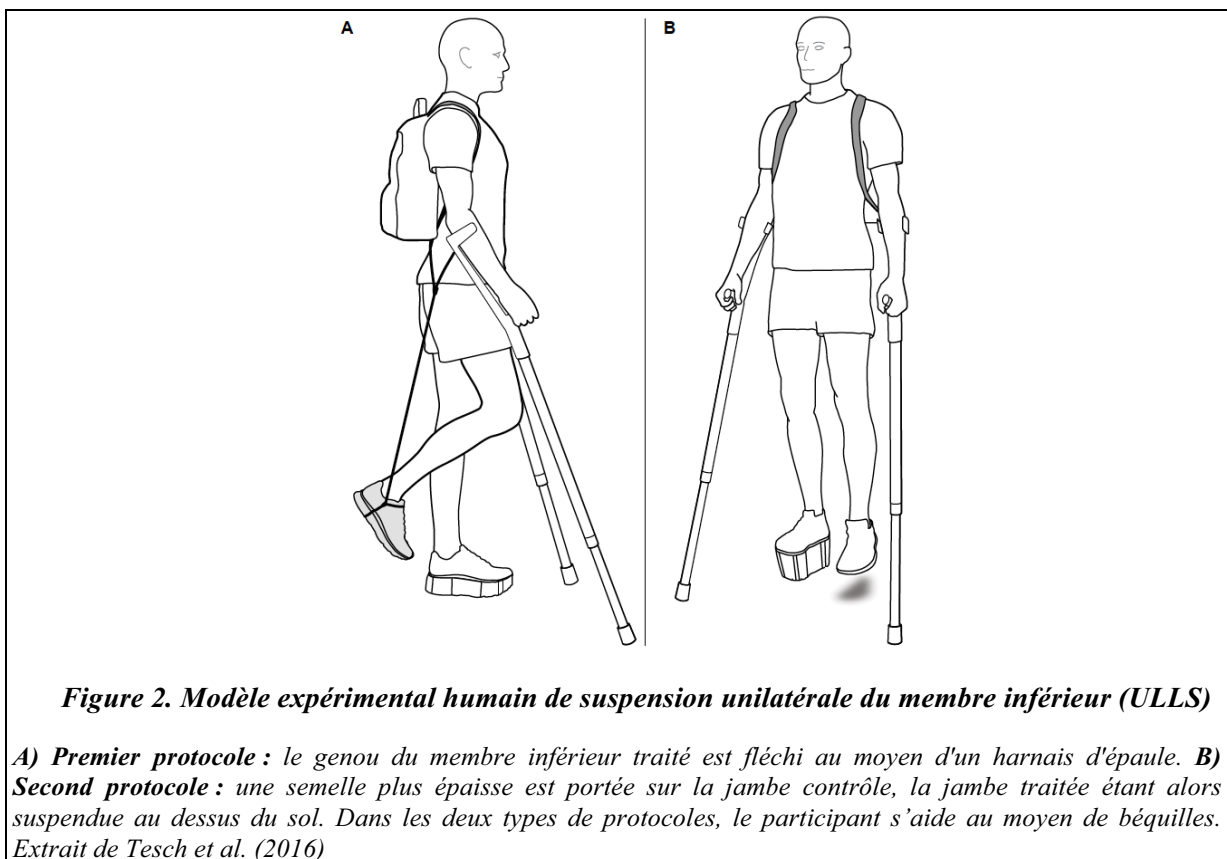 A
B
Figure 2. Modèle expérimental humain de suspension unilatérale du membre inférieur (ULLS)
A) Premier protocole : le genou du membre inférieur traité est fléchi au moyen d'un harnais d'épaule. B)
Second protocole : une semelle plus épaisse est portée sur la jambe contrôle, la jambe traitée étant alors
suspendue au dessus du sol. Dans les deux types de protocoles, le participant s’aide au moyen de béquilles.
Extrait de Tesch et al. (2016)